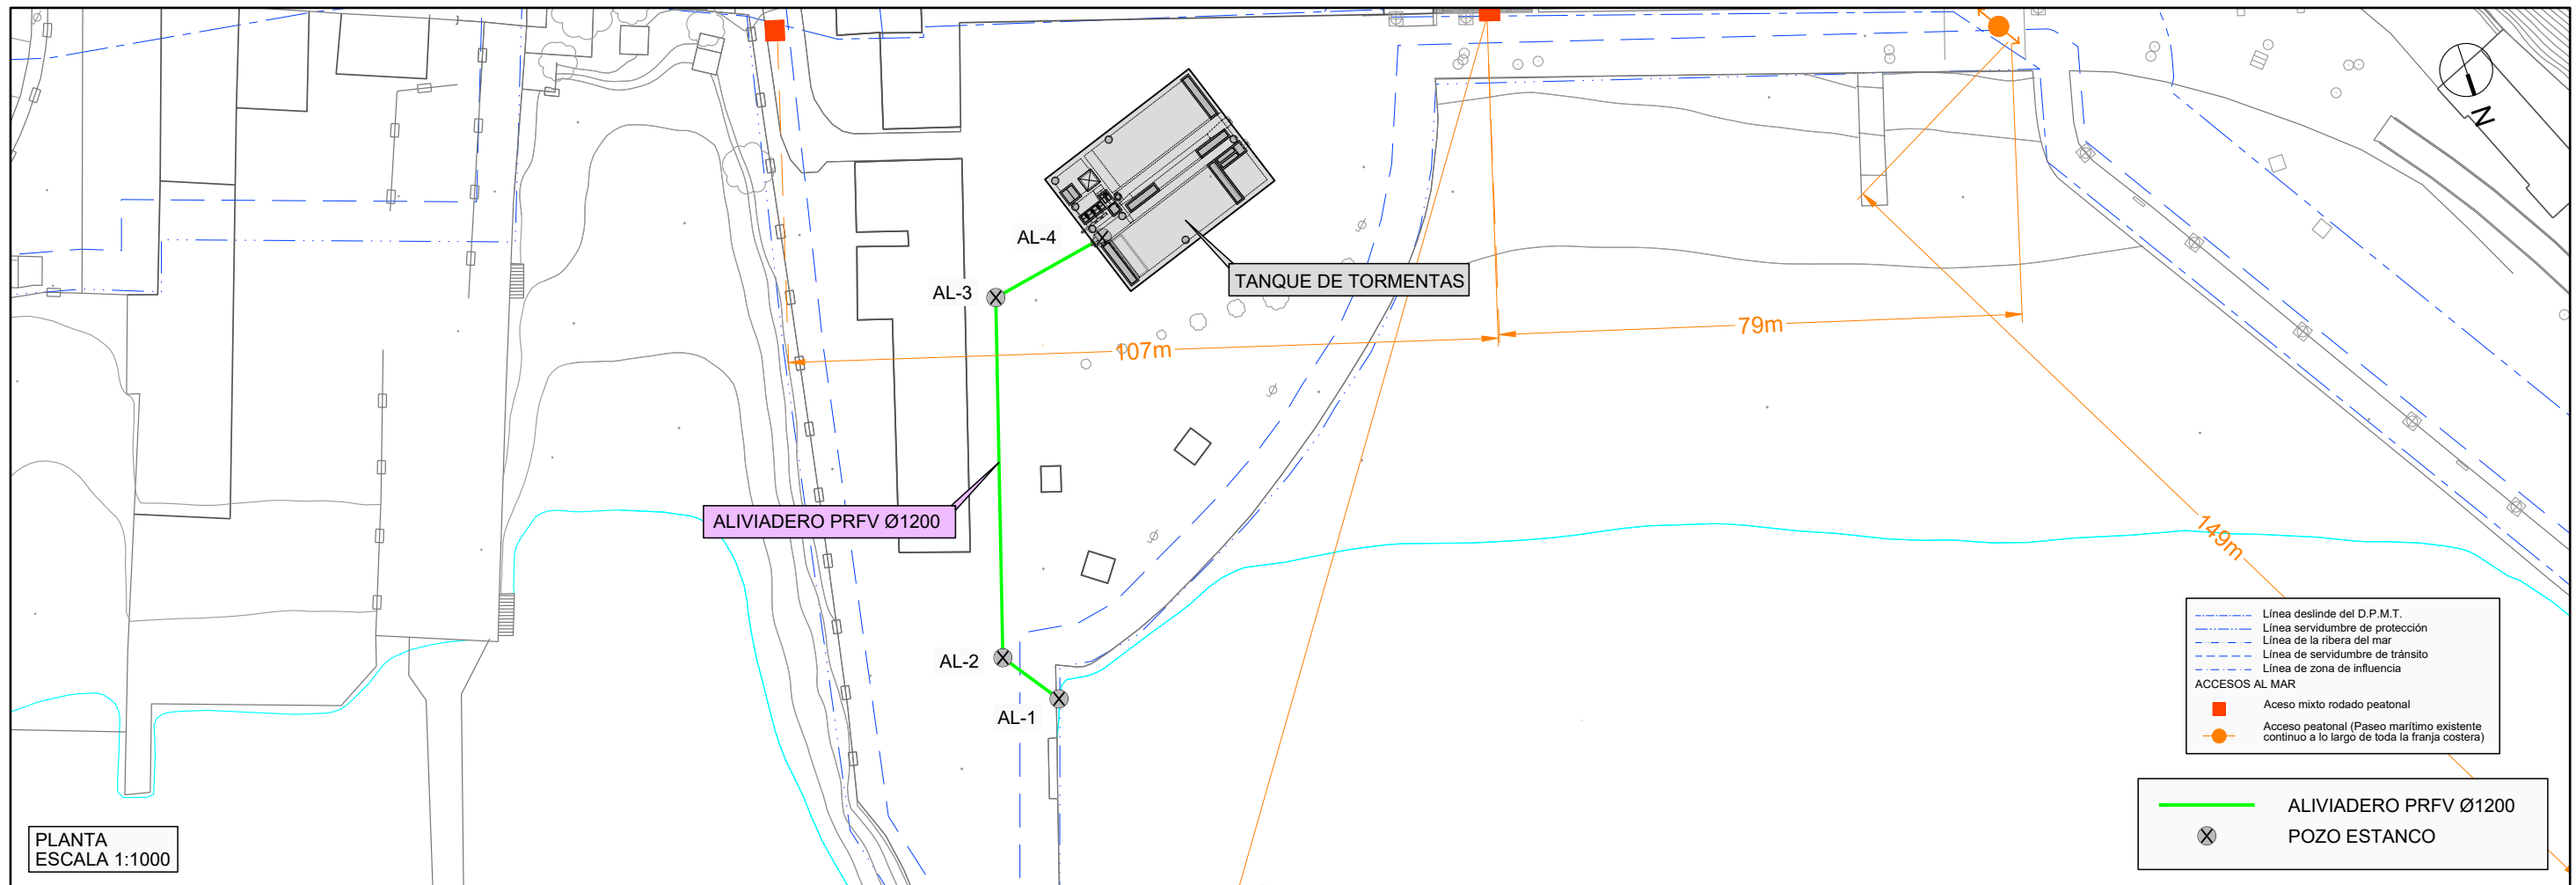 N
AL-4
TANQUE DE TORMENTAS
AL-3
79m
107m
ALIVIADERO PRFV Ø1200
149m
AL-2
AL-1
Línea deslinde del D.P.M.T.
Línea servidumbre de protección
Línea de la ribera del mar
Línea de servidumbre de tránsito
Línea de zona de influencia
ACCESOS AL MAR
Aceso mixto rodado peatonal
Acceso peatonal (Paseo marítimo existente
continuo a lo largo de toda la franja costera)
ALIVIADERO PRFV Ø1200
POZO ESTANCO
PLANTA
ESCALA 1:1000